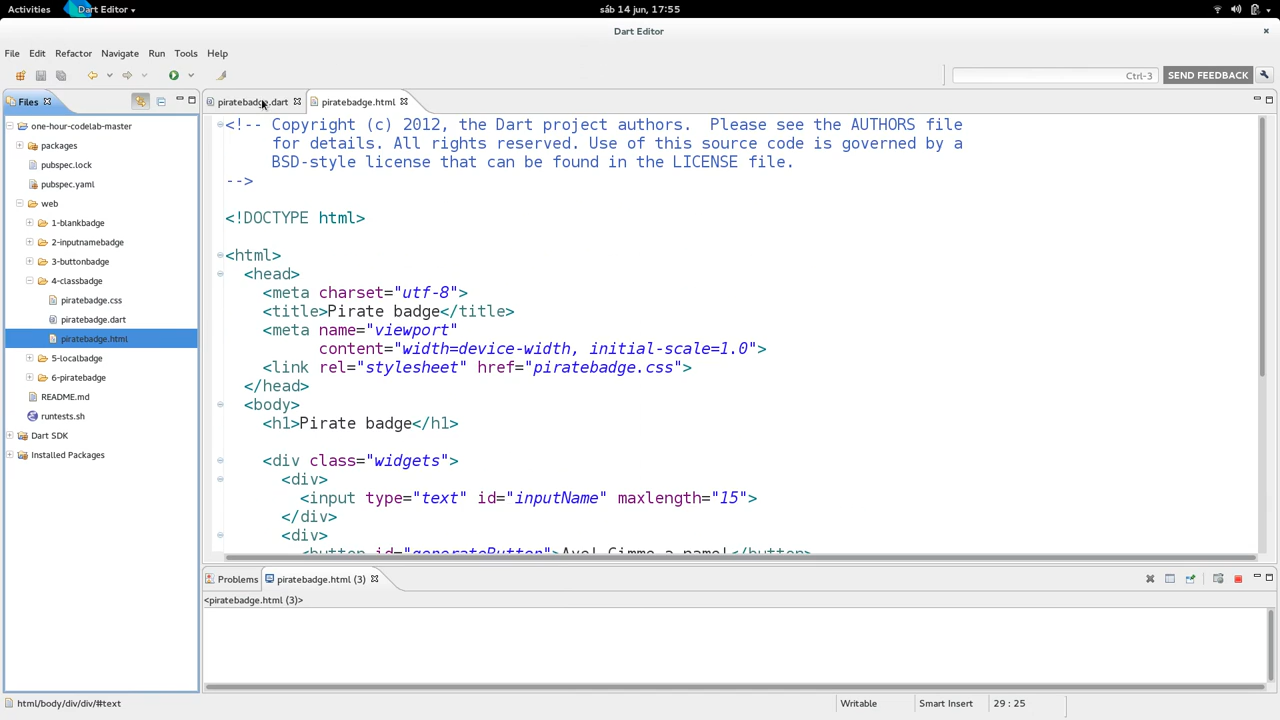 Activities
Dart Editor
sáb 14 jun, 17:55
Dart Editor
File Edit Refactor Navigate Run Tools Help
Ctrl-3
SEND FEEDBACK
Files
piratebadge.dart
piratebadge.html
one-hour-codelab-master
packages
pubspec.lock
pubspec.yaml
web
1-blankbadge
2-inputnamebadge
3-buttonbadge
4-classbadge
piratebadge.css
piratebadge.dart
piratebadge.html
5-localbadge
6-piratebadge
README.md
runtests.sh
Dart SDK
Installed Packages
<!-- Copyright (c) 2012, the Dart project authors.  Please see the AUTHORS file
for details. All rights reserved. Use of this source code is governed by a
BSD-style license that can be found in the LICENSE file.
-->
<!DOCTYPE html>
<html>
<head>
<meta charset="utf-8">
<title>Pirate badge</title>
<meta name="viewport"
content="width=device-width, initial-scale=1.0">
<link rel="stylesheet" href="piratebadge.css">
</head>
<body>
<h1>Pirate badge</h1>
<div class="widgets">
<div>
<input type="text" id="inputName" maxlength="15">
</div>
<div>
<button id="generateButton">Aye! Gimme a name!</button>
Problems
piratebadge.html (3)
<piratebadge.html (3)>
html/body/div/div/#text
Writable
Smart Insert
29 : 25